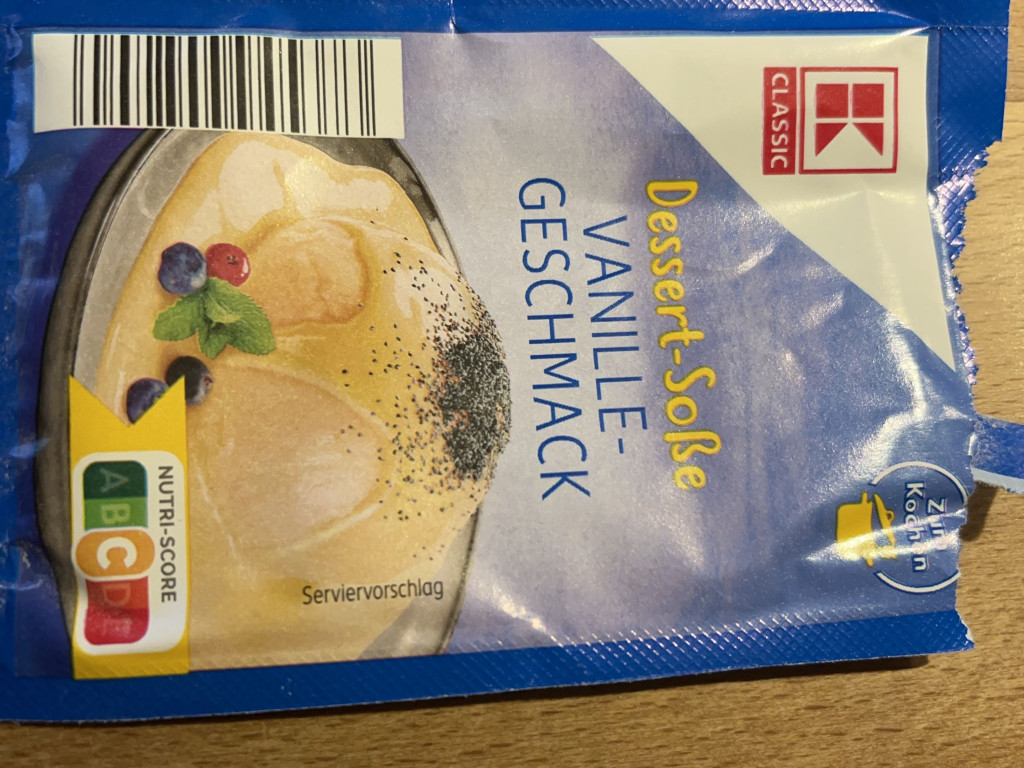 CLASSIC
Zum
Kochen
Dessert-Soße
VANILLE-
GESCHMACK
Serviervorschlag
NUTRI-SCORE
A B C D E